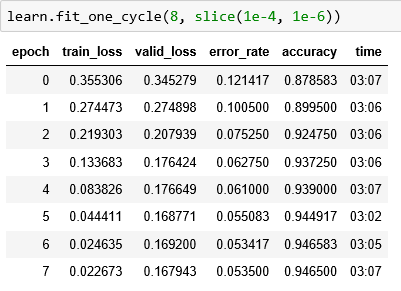 learn.fit_one_cycle(8, slice(1e-4, 1e-6))
epoch train_loss valid_loss error_rate accuracy time
0 0.355306 0.345279 0.121417 0.878583 03:07
1 0.274473 0.274898 0.100500 0.899500 03:06
2 0.219303 0.207939 0.075250 0.924750 03:06
3 0.133683 0.176424 0.062750 0.937250 03:06
4 0.083826 0.176649 0.061000 0.939000 03:07
5 0.044411 0.168771 0.055083 0.944917 03:02
6 0.024635 0.169200 0.053417 0.946583 03:05
7 0.022673 0.167943 0.053500 0.946500 03:07